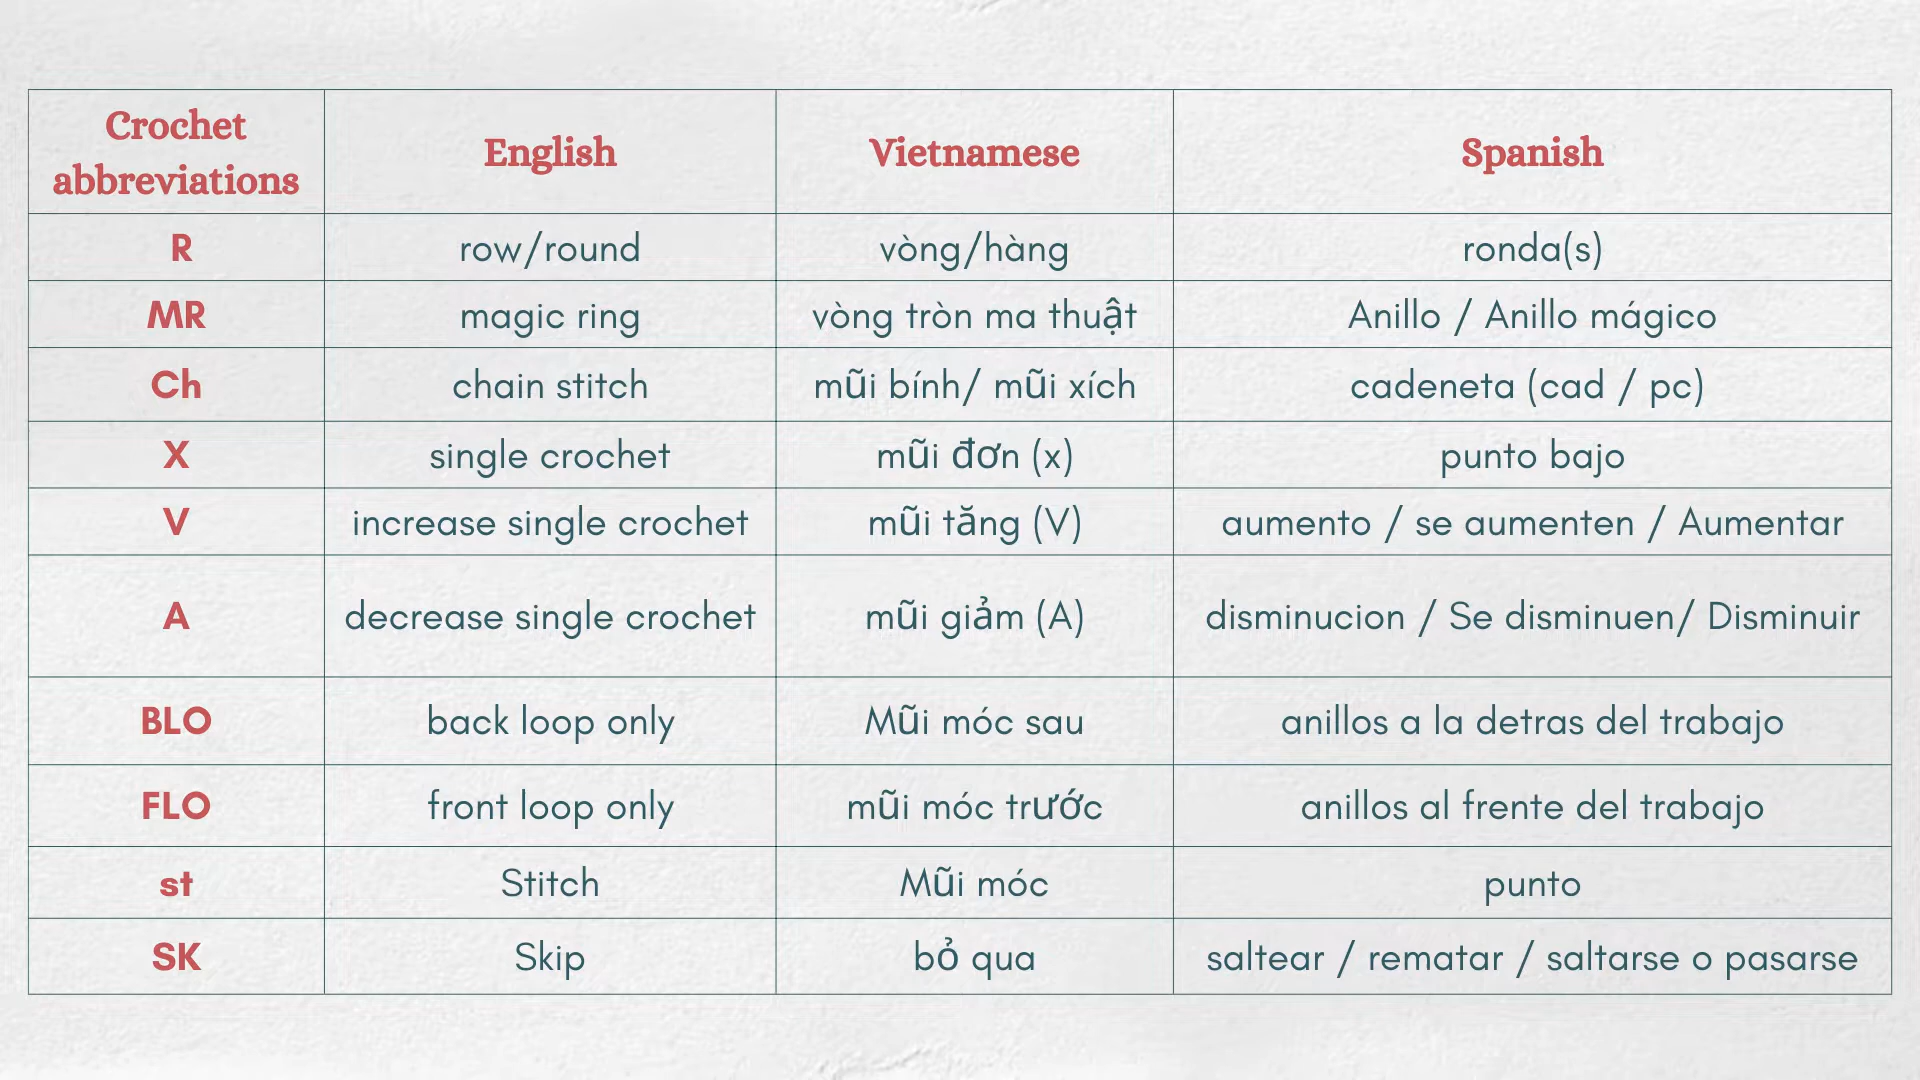 Crochet abbreviations English Vietnamese Spanish
R row/round vòng/hàng ronda(s)
MR magic ring vòng tròn ma thuật Anillo / Anillo mágico
Ch chain stitch mũi bính/ mũi xích cadeneta (cad / pc)
X single crochet mũi đơn (x) punto bajo
V increase single crochet mũi tăng (V) aumento / se aumenten / Aumentar
A decrease single crochet mũi giảm (A) disminucion / Se disminuen/ Disminuir
BLO back loop only Mũi móc sau anillos a la detras del trabajo
FLO front loop only mũi móc trước anillos al frente del trabajo
st Stitch Mũi móc punto
SK Skip bỏ qua saltear / rematar / saltarse o pasarse